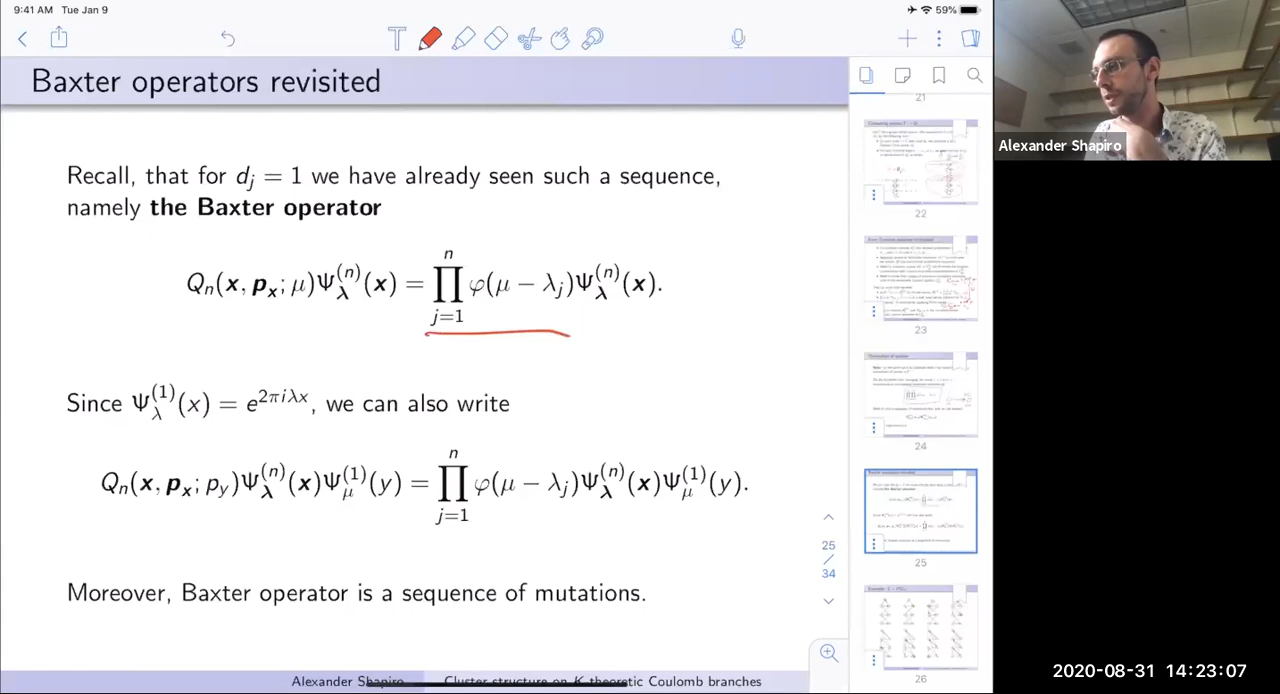 9:41 AM Tue Jan 9
59%
Baxter operators revisited
Recall, that for d_j = 1 we have already seen such a sequence,
namely the Baxter operator
Q_n(x, p_x; μ)Ψ_λ^{(n)}(x) = ∏_{j=1}^{n} φ(μ − λ_j)Ψ_λ^{(n)}(x).
Since Ψ_λ^{(1)}(x) = e^{2πiλx}, we can also write
Q_n(x, p_x, p_y)Ψ_λ^{(n)}(x)Ψ_μ^{(1)}(y) = ∏_{j=1}^{n} φ(μ − λ_j)Ψ_λ^{(n)}(x)Ψ_μ^{(1)}(y).
Moreover, Baxter operator is a sequence of mutations.
Alexander Shapiro Cluster structure on K-theoretic Coulomb branches
25
/
34
21
22
23
24
25
26
Alexander Shapiro
2020-08-31 14:23:07